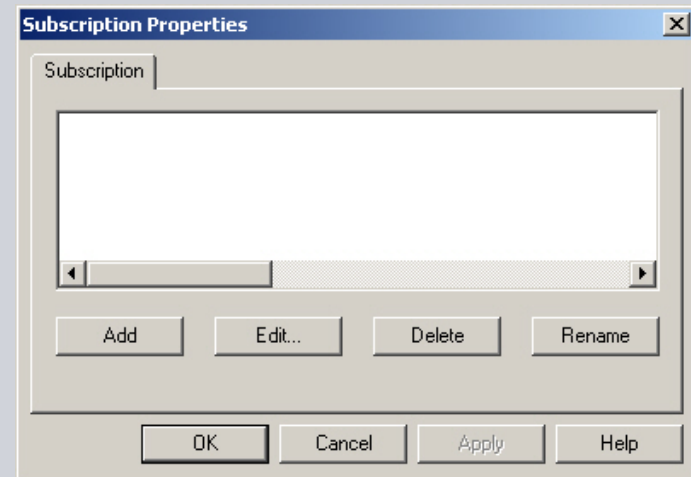 Subscription Properties
Subscription
Add Edit... Delete Rename
OK Cancel Apply Help